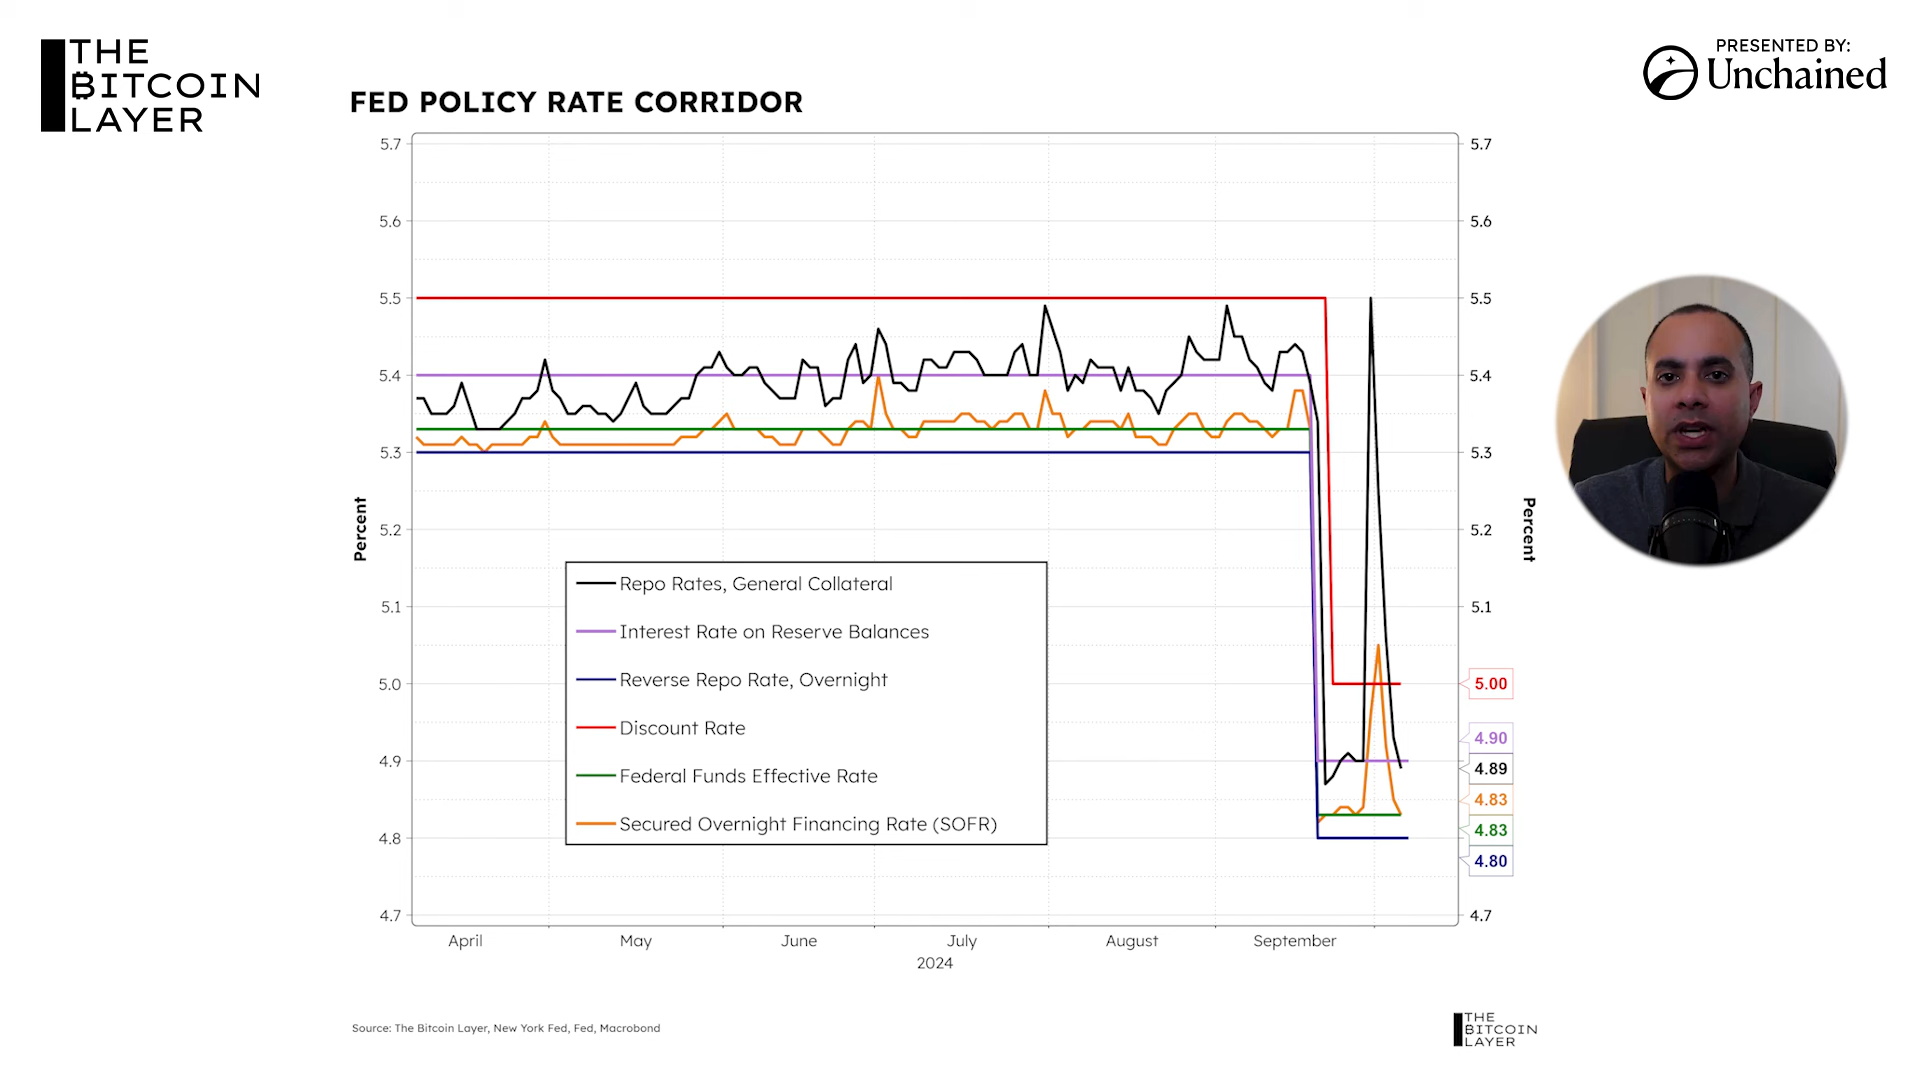 THE
BITCOIN
LAYER
PRESENTED BY:
Unchained
FED POLICY RATE CORRIDOR
5.7
5.6
5.5
5.4
5.3
5.2
5.1
5.0
4.9
4.8
4.7
Percent
Repo Rates, General Collateral
Interest Rate on Reserve Balances
Reverse Repo Rate, Overnight
Discount Rate
Federal Funds Effective Rate
Secured Overnight Financing Rate (SOFR)
5.7
5.6
5.5
5.4
5.3
5.2
5.1
4.7
Percent
5.00
4.90
4.89
4.83
4.83
4.80
April May June July August September
2024
Source: The Bitcoin Layer, New York Fed, Fed, Macrobond
THE
BITCOIN
LAYER